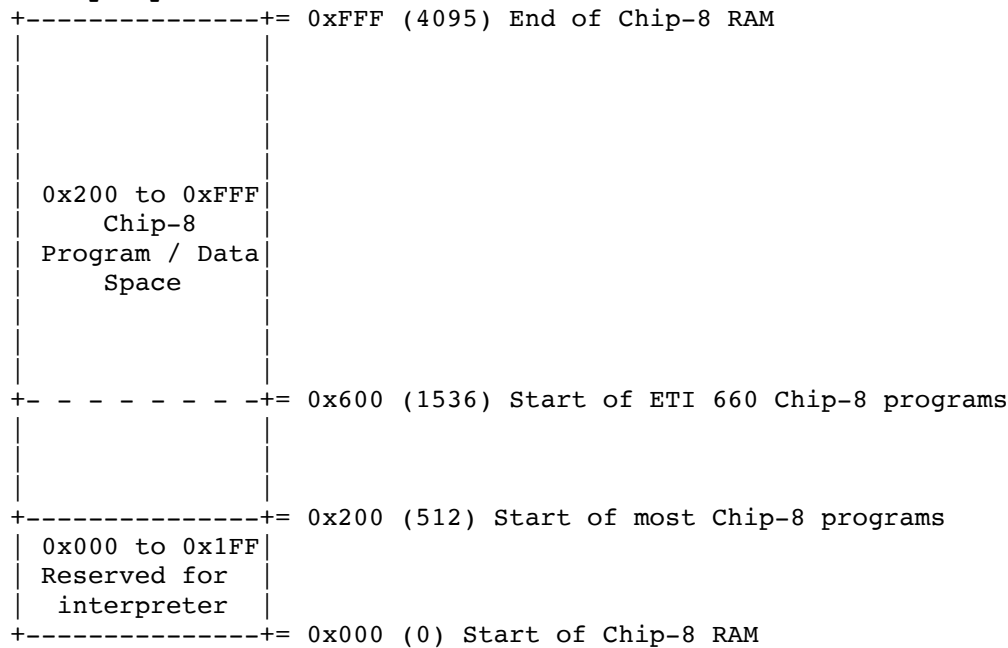 +---------------+= 0xFFF (4095) End of Chip-8 RAM
|               |
|               |
|               |
|               |
|               |
| 0x200 to 0xFFF|
|     Chip-8    |
| Program / Data|
|     Space     |
|               |
|               |
|               |
+- - - - - - - -+= 0x600 (1536) Start of ETI 660 Chip-8 programs
|               |
|               |
|               |
+---------------+= 0x200 (512) Start of most Chip-8 programs
| 0x000 to 0x1FF|
| Reserved for  |
|  interpreter  |
+---------------+= 0x000 (0) Start of Chip-8 RAM